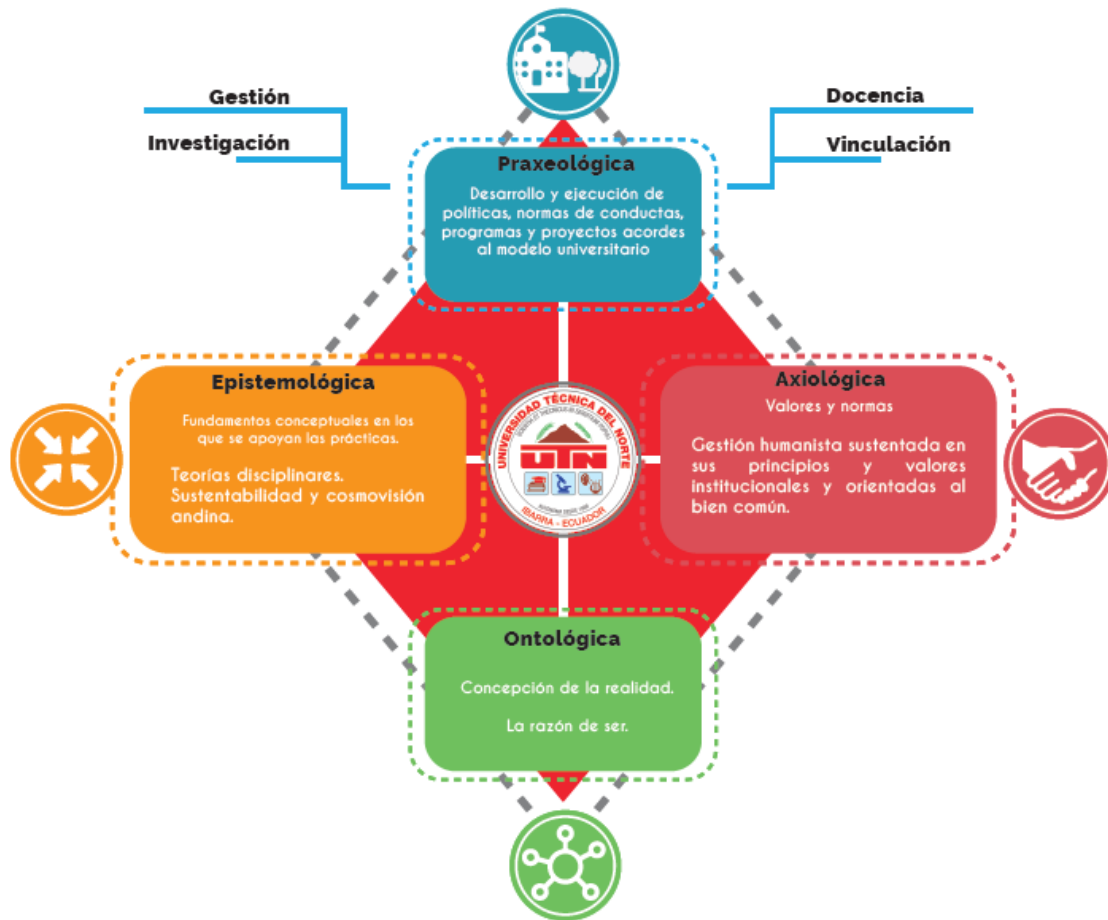 Gestión
Investigación
Docencia
Vinculación
Praxeológica
Desarrollo y ejecución de
políticas, normas de conductas,
programas y proyectos acordes
al modelo universitario
Epistemológica
Fundamentos conceptuales en los
que se apoyan las prácticas.
Teorías disciplinares.
Sustentabilidad y cosmovisión
andina.
UNIVERSIDAD TÉCNICA DEL NORTE
UTN
IBARRA - ECUADOR
Axiológica
Valores y normas
Gestión humanista sustentada en
sus principios y valores
institucionales y orientadas al
bien común.
Ontológica
Concepción de la realidad.
La razón de ser.